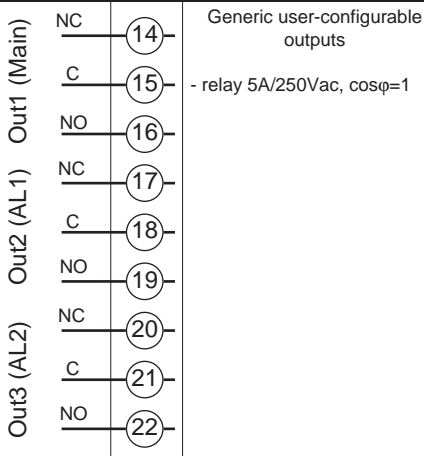 Out1 (Main)
NC 14
C 15
NO 16
Out2 (AL1)
NC 17
C 18
NO 19
Out3 (AL2)
NC 20
C 21
NO 22
Generic user-configurable
outputs
- relay 5A/250Vac, cosφ=1